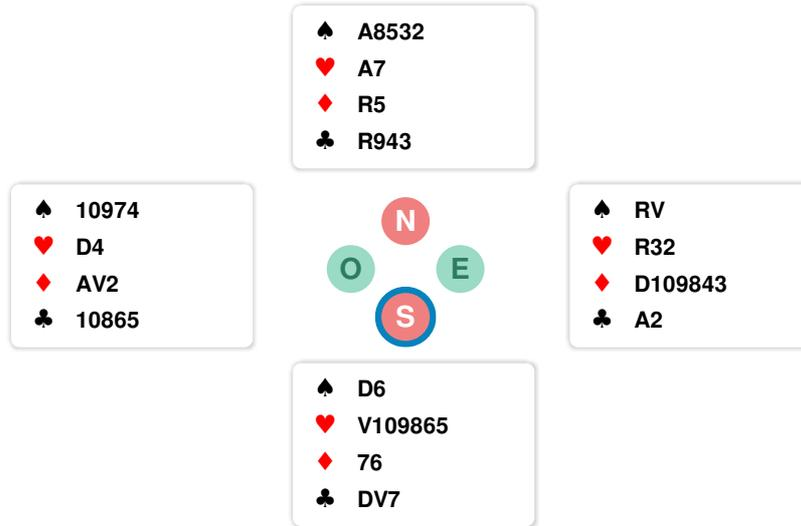 ♠ A8532
♥ A7
♦ R5
♣ R943
♠ 10974
♥ D4
♦ AV2
♣ 10865
N
O
E
S
♠ RV
♥ R32
♦ D109843
♣ A2
♠ D6
♥ V109865
♦ 76
♣ DV7